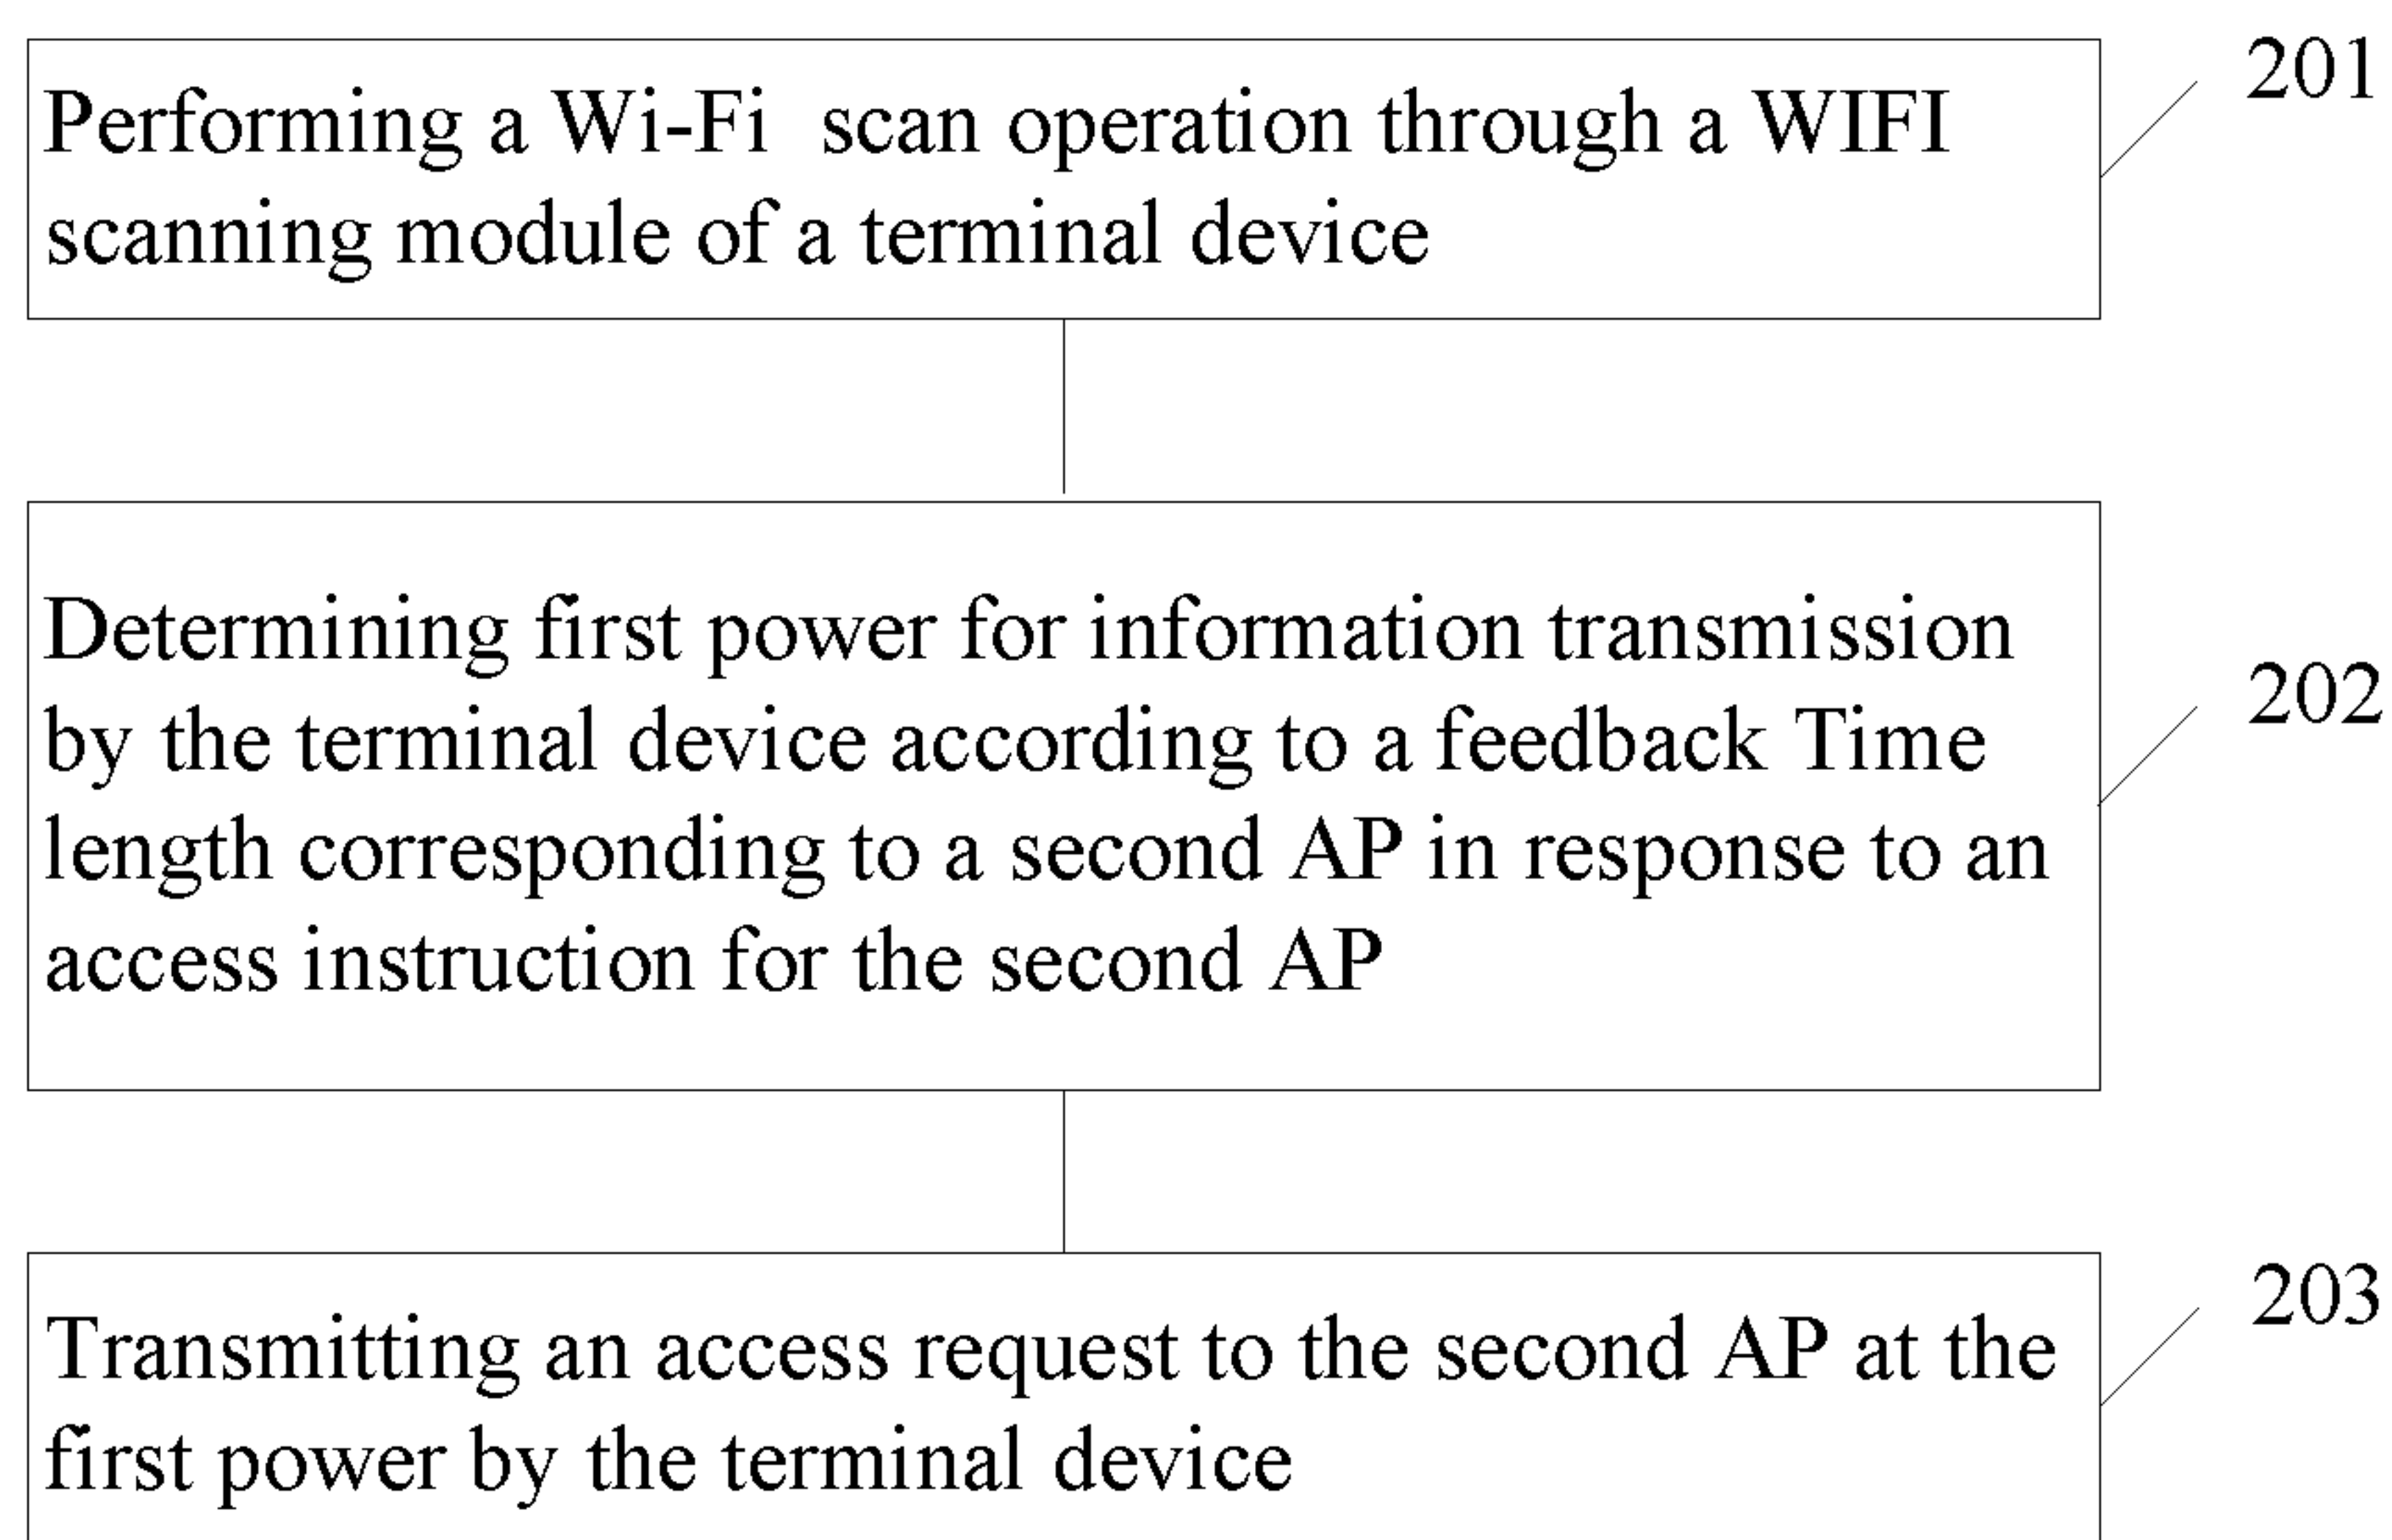 Performing a Wi-Fi  scan operation through a WIFI
scanning module of a terminal device
201
Determining first power for information transmission
by the terminal device according to a feedback Time
length corresponding to a second AP in response to an
access instruction for the second AP
202
Transmitting an access request to the second AP at the
first power by the terminal device
203